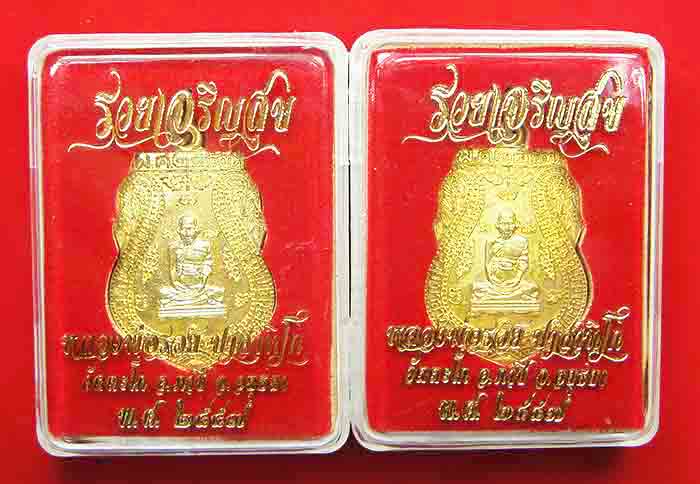 รวยเจริญสุข
หลวงพ่อรวย ปาสาทิโก
วัดตะโก อ.ภาชี จ.อยุธยา
พ.ศ. ๒๕๕๗
รวยเจริญสุข
หลวงพ่อรวย ปาสาทิโก
วัดตะโก อ.ภาชี จ.อยุธยา
พ.ศ. ๒๕๕๗